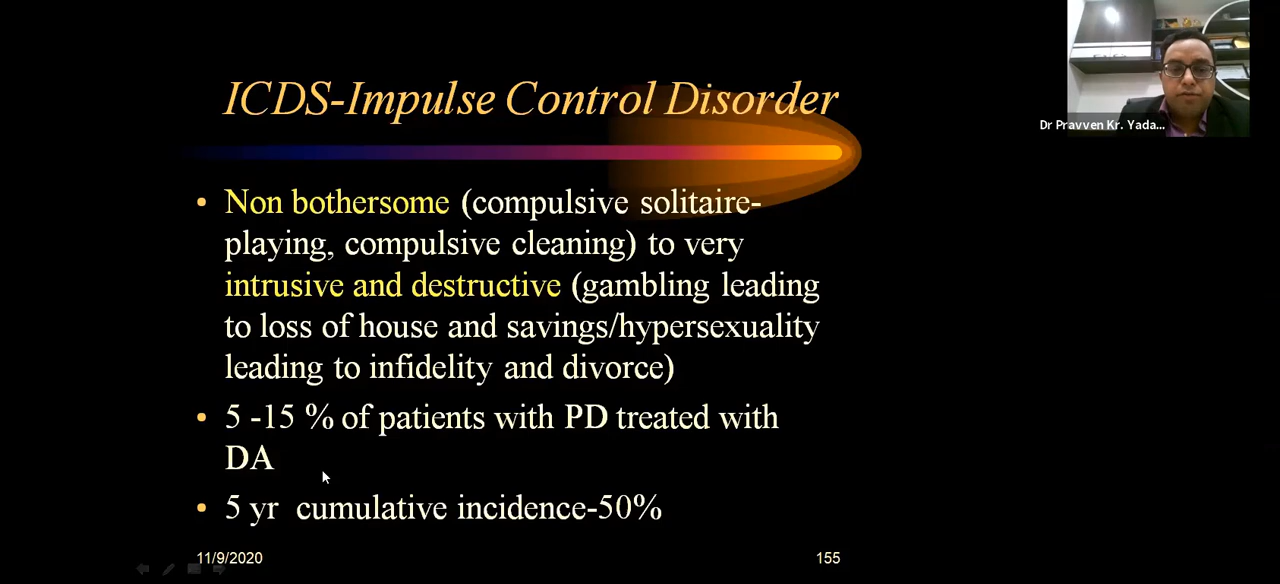 ICDS-Impulse Control Disorder
Dr Pravven Kr. Yada...
• Non bothersome (compulsive solitaire-
playing, compulsive cleaning) to very
intrusive and destructive (gambling leading
to loss of house and savings/hypersexuality
leading to infidelity and divorce)
• 5 -15 % of patients with PD treated with
DA
• 5 yr cumulative incidence-50%
11/9/2020
155